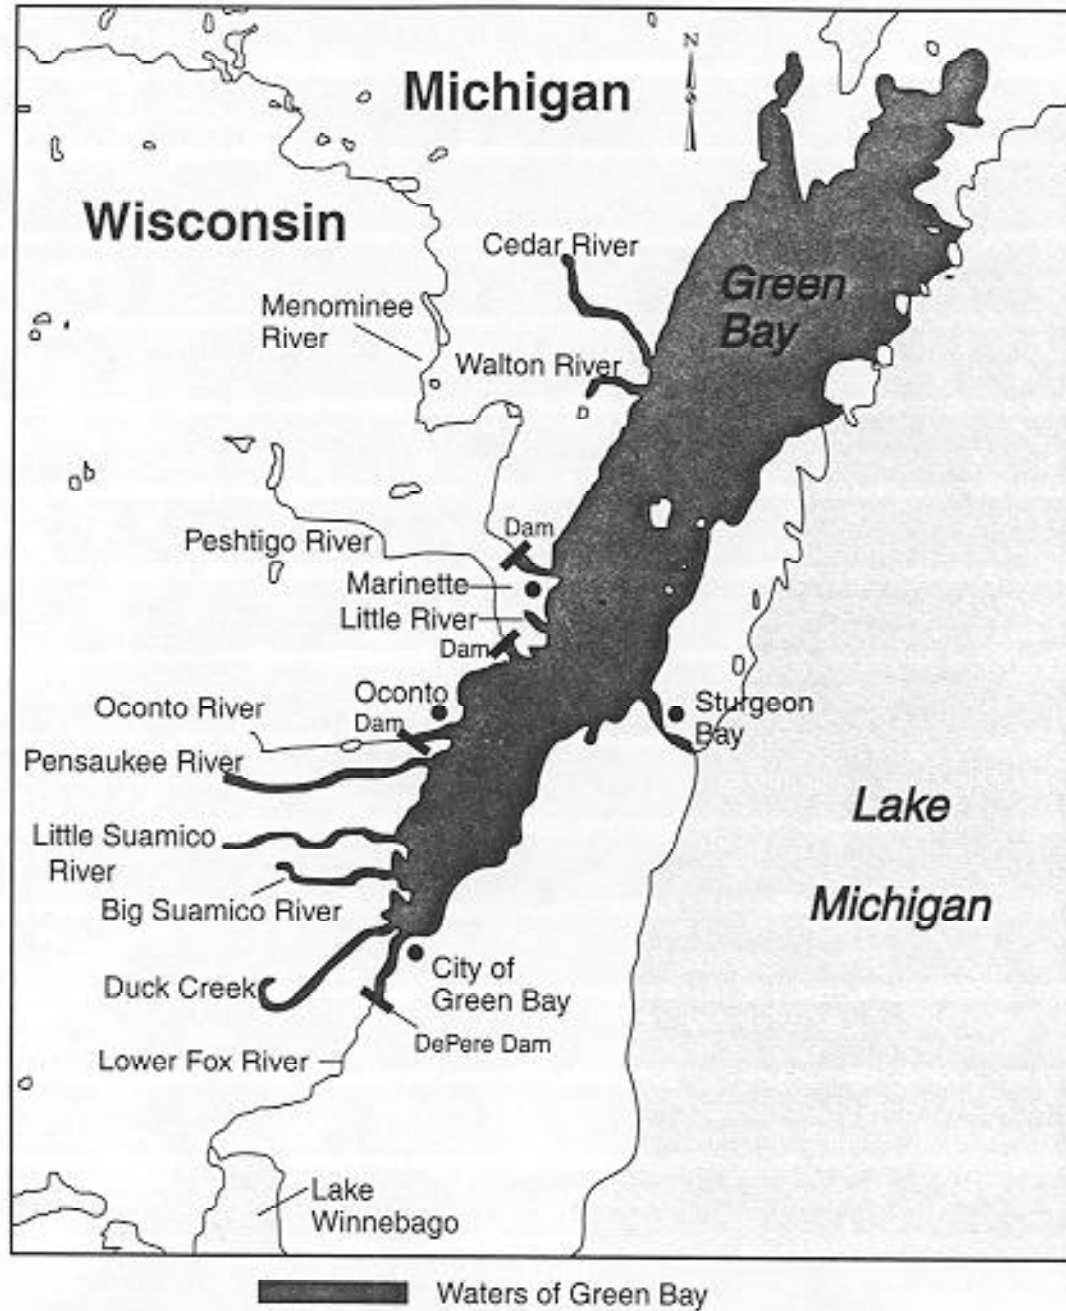 N
Michigan
Wisconsin
Cedar River
Green
Bay
Menominee
River
Walton River
Dam
Peshtigo River
Marinette
Little River
Dam
Oconto
Oconto River
Dam
Sturgeon
Bay
Pensaukee River
Lake
Michigan
Little Suamico
River
Big Suamico River
City of
Green Bay
Duck Creek
DePere Dam
Lower Fox River
Lake
Winnebago
Waters of Green Bay